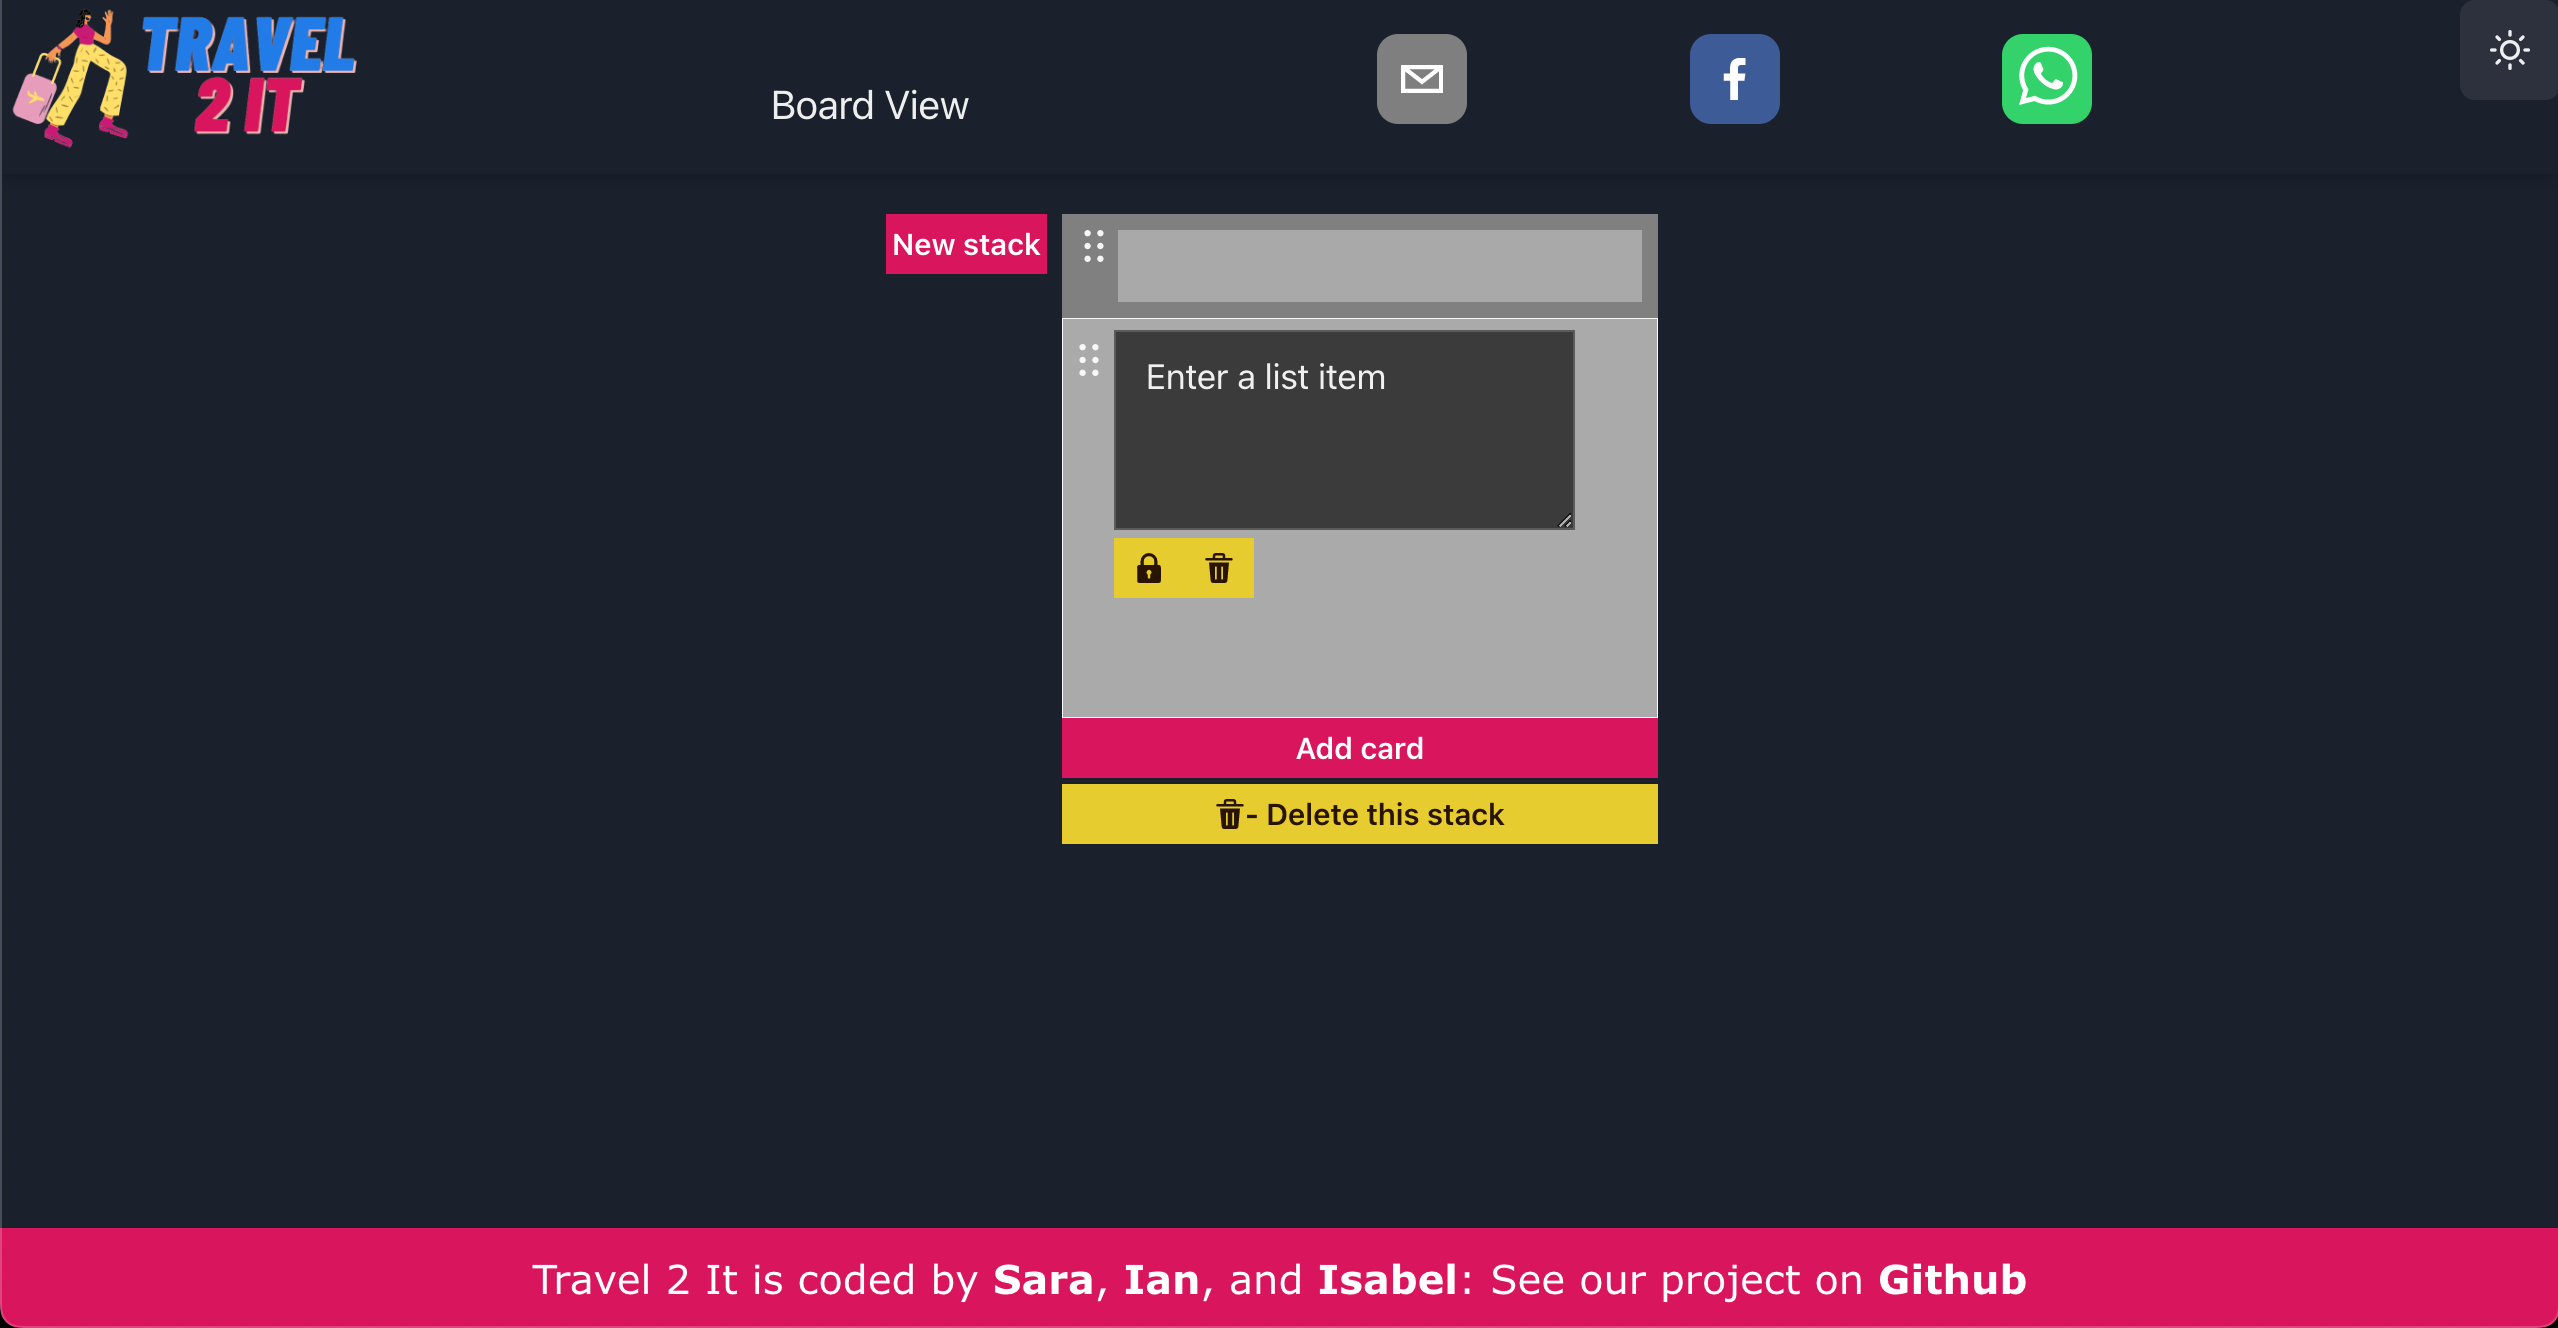 TRAVEL
2 IT
Board View
New stack
Enter a list item
Add card
- Delete this stack
Travel 2 It is coded by Sara, Ian, and Isabel: See our project on Github